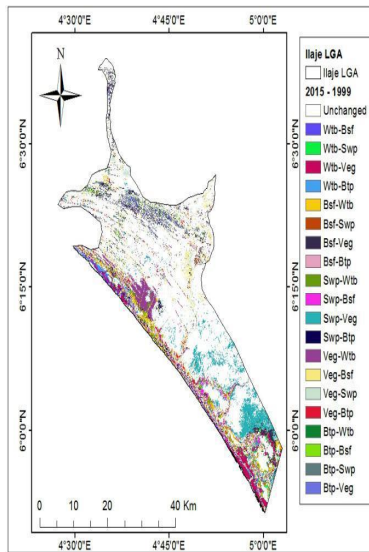 4°30'0"E 4°45'0"E 5°0'0"E
N
6°30'0"N
6°15'0"N
6°0'0"N
0 10 20 40 Km
4°30'0"E 4°45'0"E 5°0'0"E
6°30'0"N
6°15'0"N
6°0'0"N
Ilaje LGA
Ilaje LGA
2015 - 1999
Unchanged
Wtb-Bsf
Wtb-Swp
Wtb-Veg
Wtb-Btp
Bsf-Wtb
Bsf-Swp
Bsf-Veg
Bsf-Btp
Swp-Wtb
Swp-Bsf
Swp-Veg
Swp-Btp
Veg-Wtb
Veg-Bsf
Veg-Swp
Veg-Btp
Btp-Wtb
Btp-Bsf
Btp-Swp
Btp-Veg